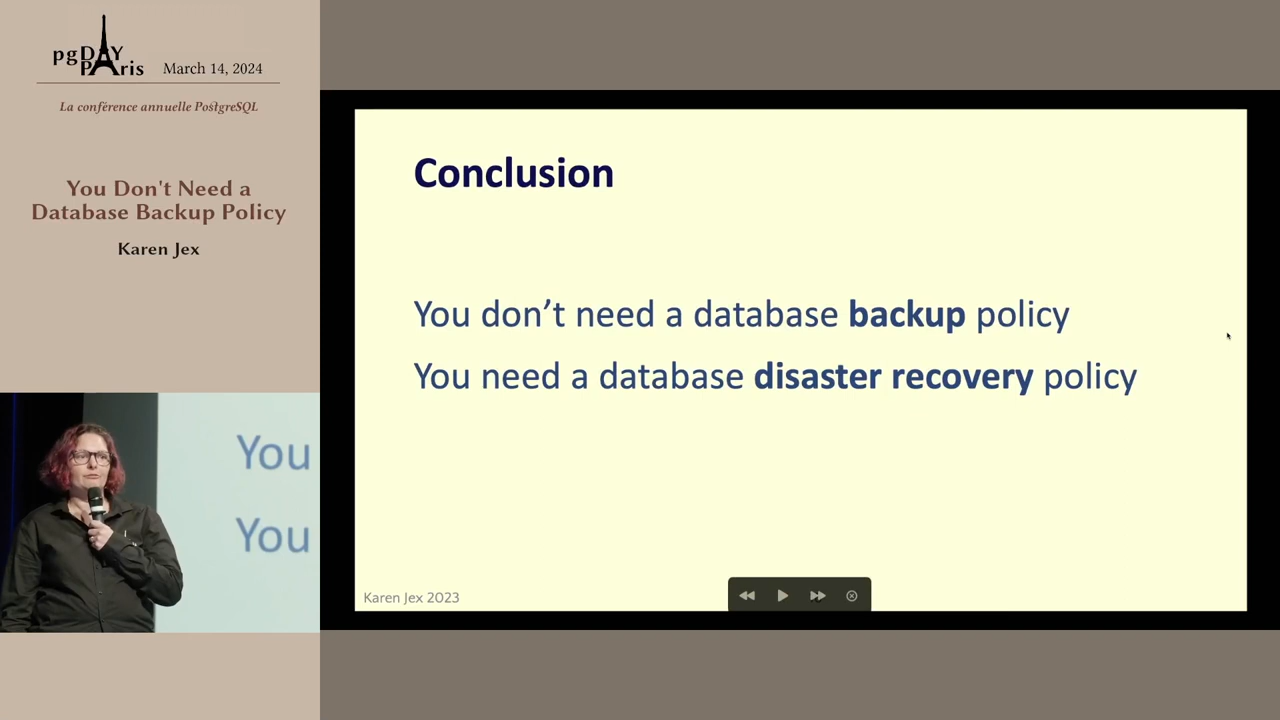 pgDAY
PAris
March 14, 2024
La conférence annuelle PostgreSQL
You Don't Need a
Database Backup Policy
Karen Jex
Conclusion
You don’t need a database backup policy
You need a database disaster recovery policy
Karen Jex 2023
You
You